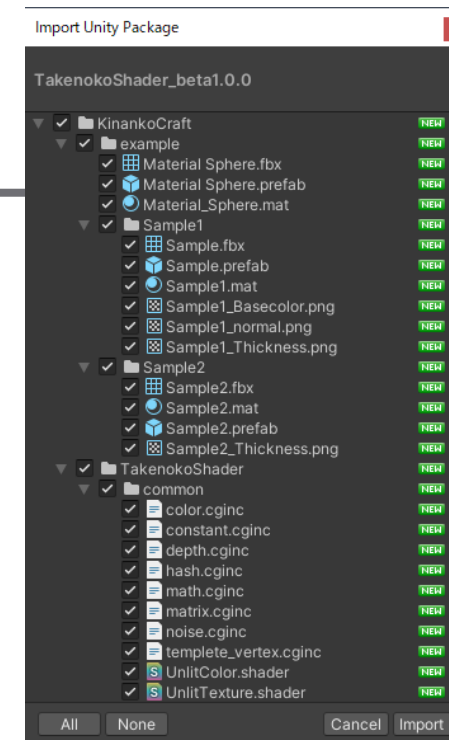 Import Unity Package
TakenokoShader_beta1.0.0
KinankoCraft NEW
example NEW
Material Sphere.fbx NEW
Material Sphere.prefab NEW
Material_Sphere.mat NEW
Sample1 NEW
Sample.fbx NEW
Sample.prefab NEW
Sample1.mat NEW
Sample1_Basecolor.png NEW
Sample1_normal.png NEW
Sample1_Thickness.png NEW
Sample2 NEW
Sample2.fbx NEW
Sample2.mat NEW
Sample2.prefab NEW
Sample2_Thickness.png NEW
TakenokoShader NEW
common NEW
color.cginc NEW
constant.cginc NEW
depth.cginc NEW
hash.cginc NEW
math.cginc NEW
matrix.cginc NEW
noise.cginc NEW
templete_vertex.cginc NEW
S UnlitColor.shader NEW
S UnlitTexture.shader NEW
All None Cancel Import